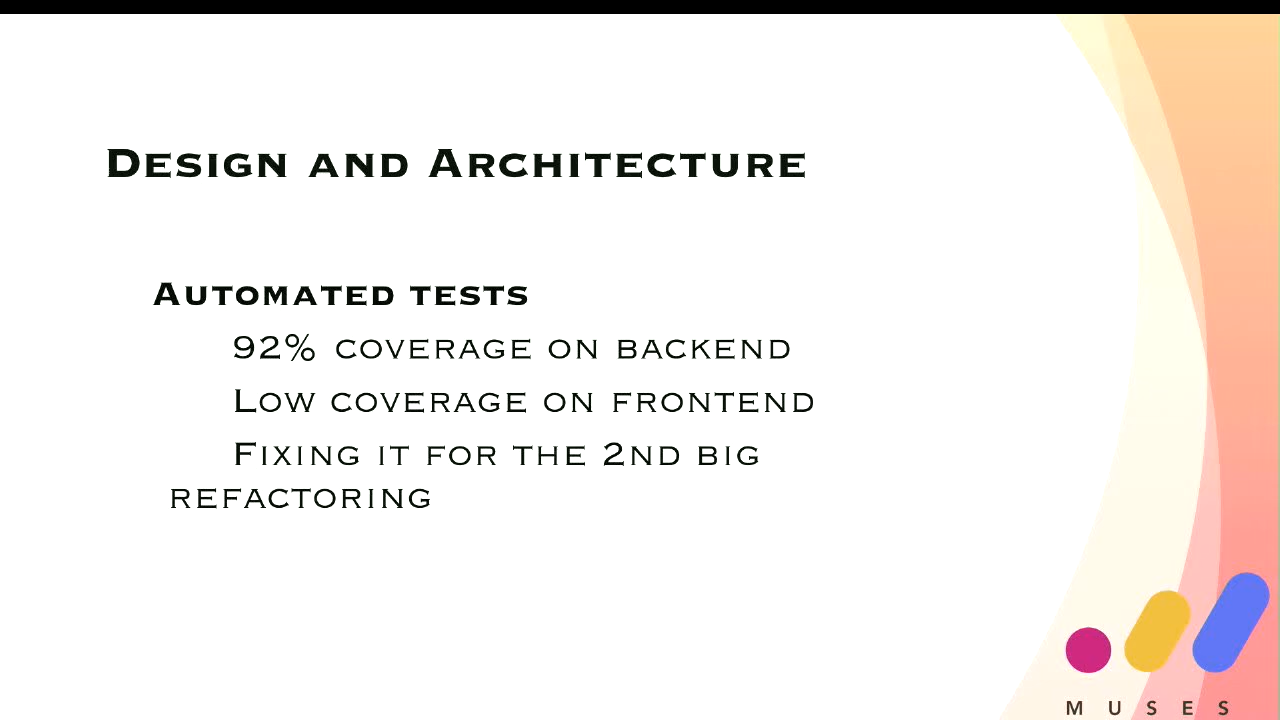 Design and Architecture
Automated tests
92% coverage on backend
Low coverage on frontend
Fixing it for the 2nd big
refactoring
MUSES